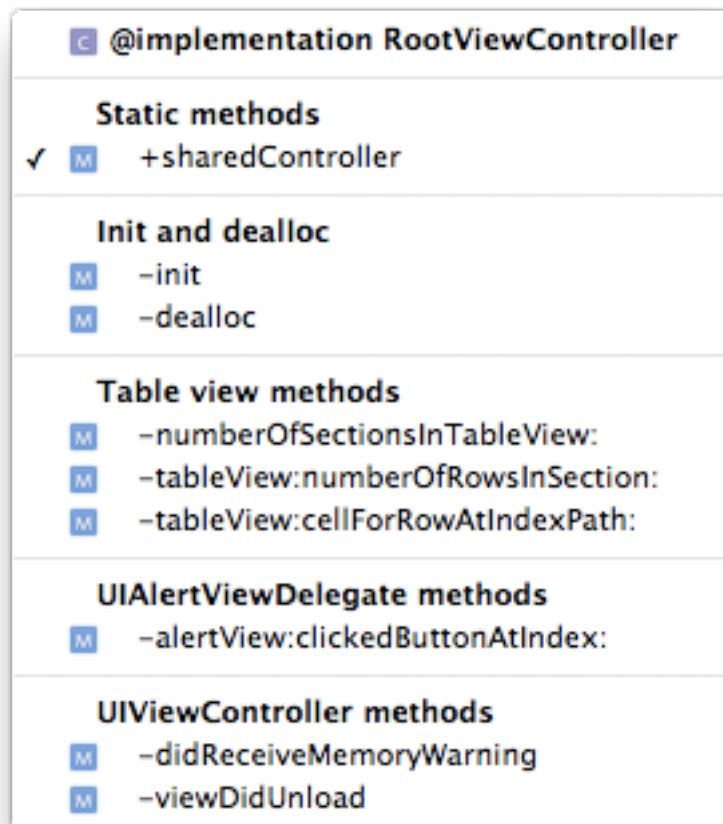 C @implementation RootViewController
Static methods
✓ M +sharedController
Init and dealloc
M -init
M -dealloc
Table view methods
M -numberOfSectionsInTableView:
M -tableView:numberOfRowsInSection:
M -tableView:cellForRowAtIndexPath:
UIAlertViewDelegate methods
M -alertView:clickedButtonAtIndex:
UIViewController methods
M -didReceiveMemoryWarning
M -viewDidUnload